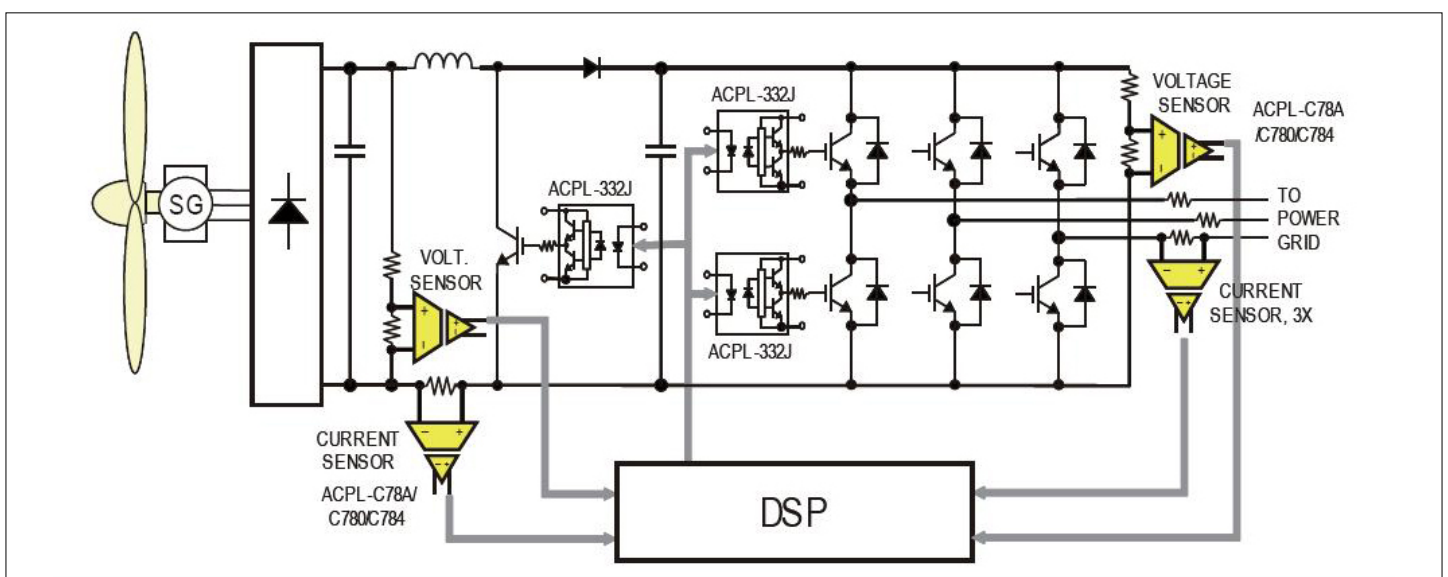 SG
VOLT.
SENSOR
CURRENT
SENSOR
ACPL-C78A/
C780/C784
ACPL-332J
ACPL-332J
ACPL-332J
VOLTAGE
SENSOR
ACPL-C78A
/C780/C784
TO
POWER
GRID
CURRENT
SENSOR, 3X
DSP